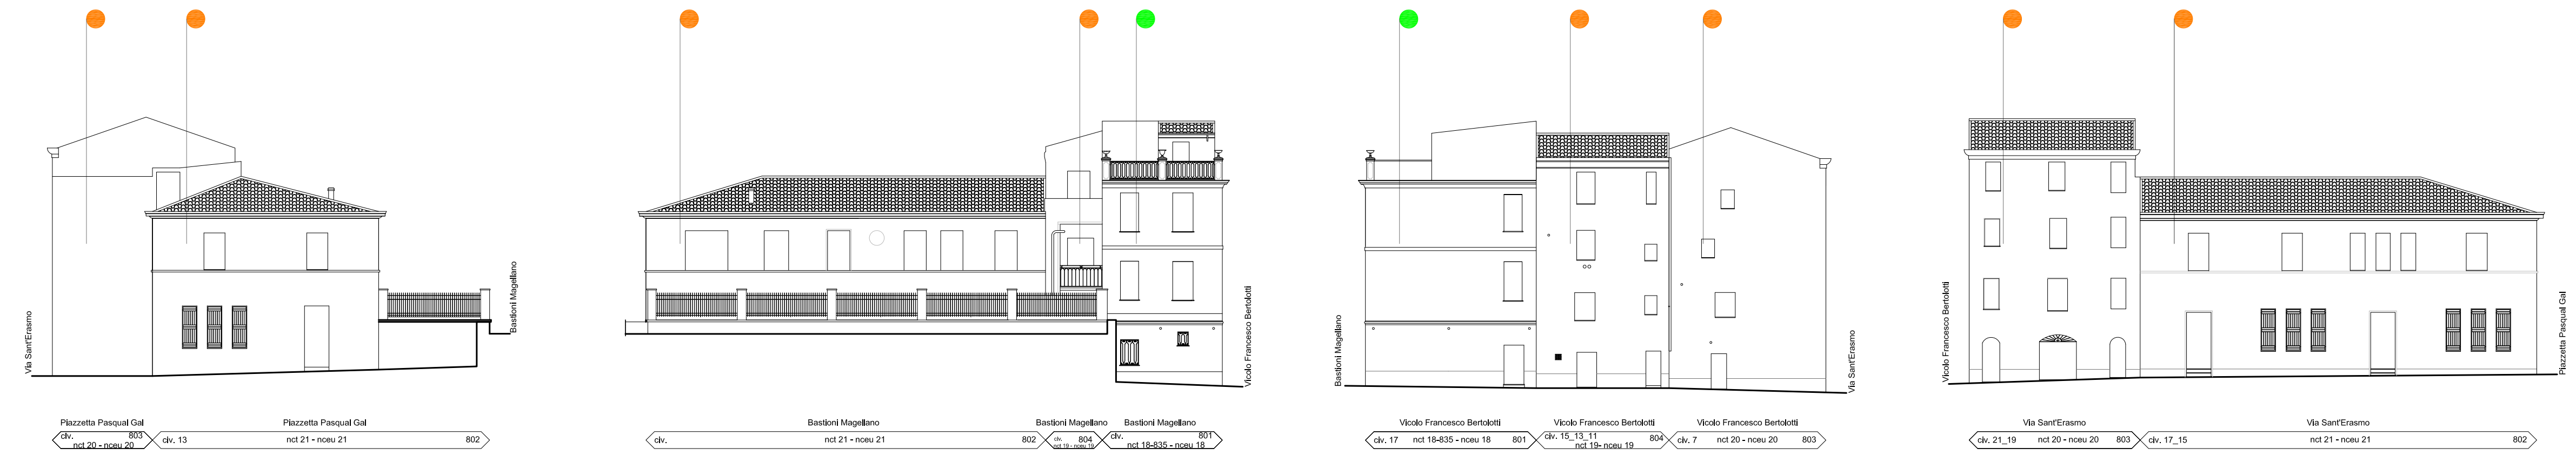 Via Sant'Erasmo
Bastioni Magellano
Piazzetta Pasqual Gal
civ. 803
nct 20 - nceu 20
Piazzetta Pasqual Gal
civ. 13 nct 21 - nceu 21 802
Vicolo Francesco Bertolotti
Bastioni Magellano
civ. nct 21 - nceu 21 802
Bastioni Magellano
civ. 804
nct 19 - nceu 19
Bastioni Magellano
civ. 801
nct 18-835 - nceu 18
Bastioni Magellano
Via Sant'Erasmo
Vicolo Francesco Bertolotti
civ. 17 nct 18-835 - nceu 18 801
Vicolo Francesco Bertolotti
civ. 15_13_11 804
nct 19- nceu 19
Vicolo Francesco Bertolotti
civ. 7 nct 20 - nceu 20 803
Vicolo Francesco Bertolotti
Piazzetta Pasqual Gal
Via Sant'Erasmo
civ. 21_19 nct 20 - nceu 20 803
Via Sant'Erasmo
civ. 17_15 nct 21 - nceu 21 802